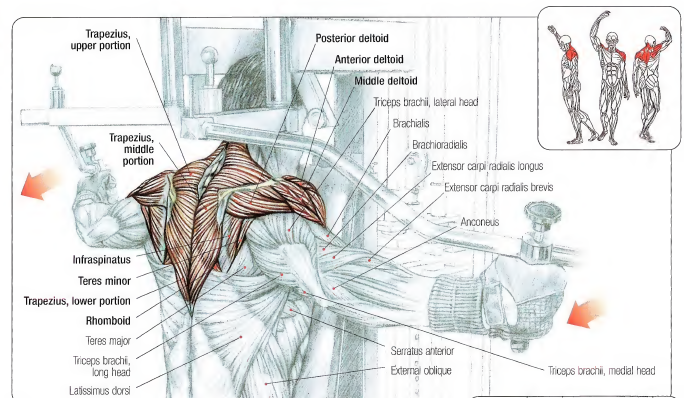 Trapezius,
upper portion
Posterior deltoid
Anterior deltoid
Middle deltoid
Triceps brachii, lateral head
Brachialis
Trapezius,
middle
portion
Brachioradialis
Extensor carpi radialis longus
Extensor carpi radialis brevis
Anconeus
Infraspinatus
Teres minor
Trapezius, lower portion
Rhomboid
Teres major
Triceps brachii,
long head
Latissimus dorsi
Serratus anterior
External oblique
Triceps brachii, medial head